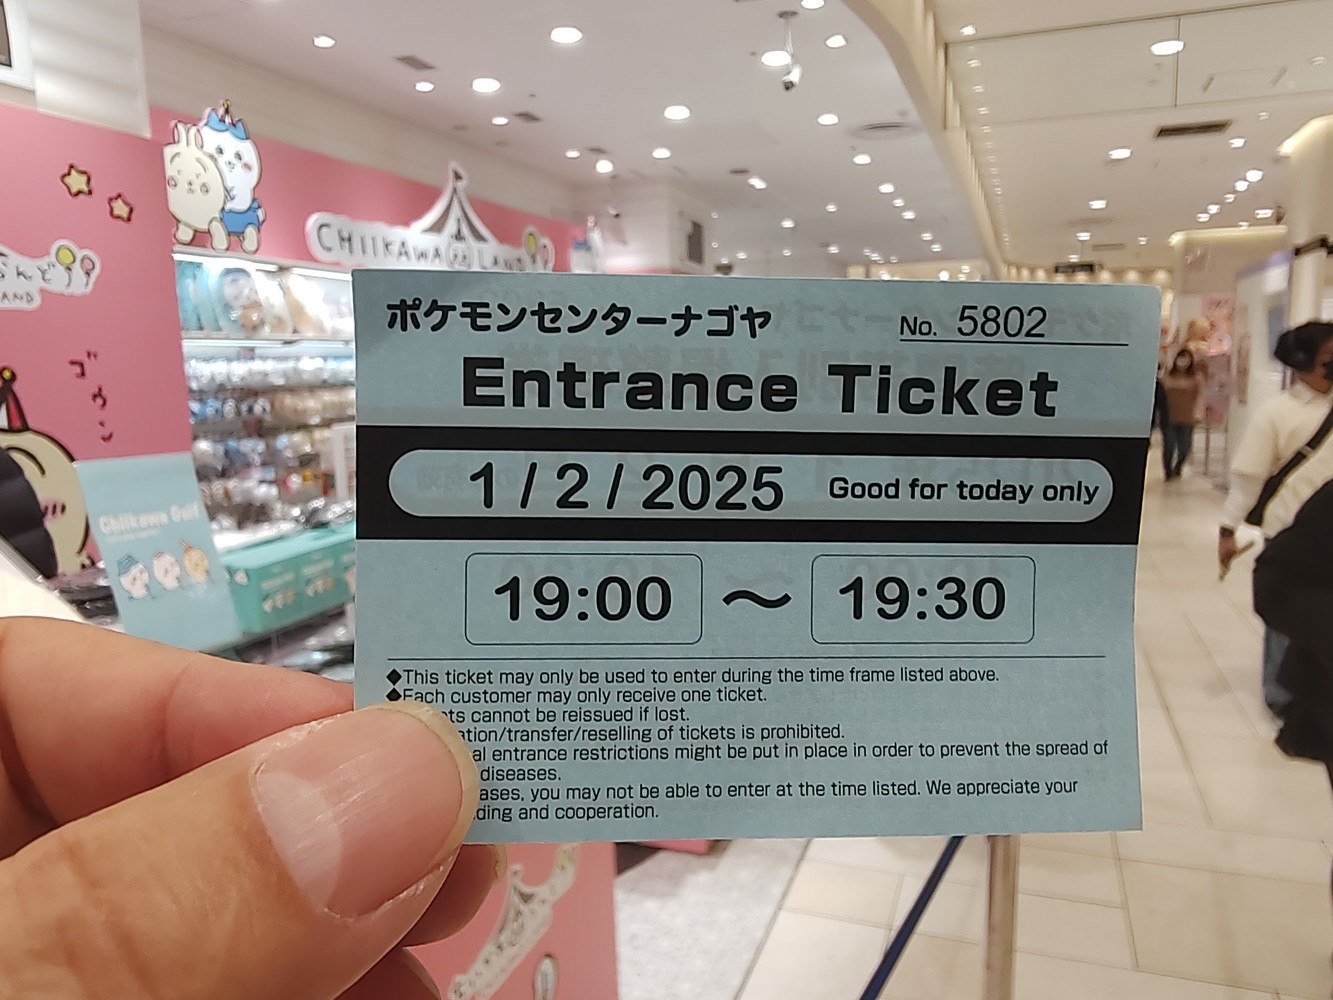 CHIIKAWA LAND
LAND
ゴ
ウ
ン
Chiikawa Golf
ポケモンセンターナゴヤ
No. 5802
Entrance Ticket
1 / 2 / 2025 Good for today only
19:00 〜 19:30
◆This ticket may only be used to enter during the time frame listed above.
◆Each customer may only receive one ticket.
cannot be reissued if lost.
/transfer/reselling of tickets is prohibited.
entrance restrictions might be put in place in order to prevent the spread of
diseases.
you may not be able to enter at the time listed. We appreciate your
and cooperation.